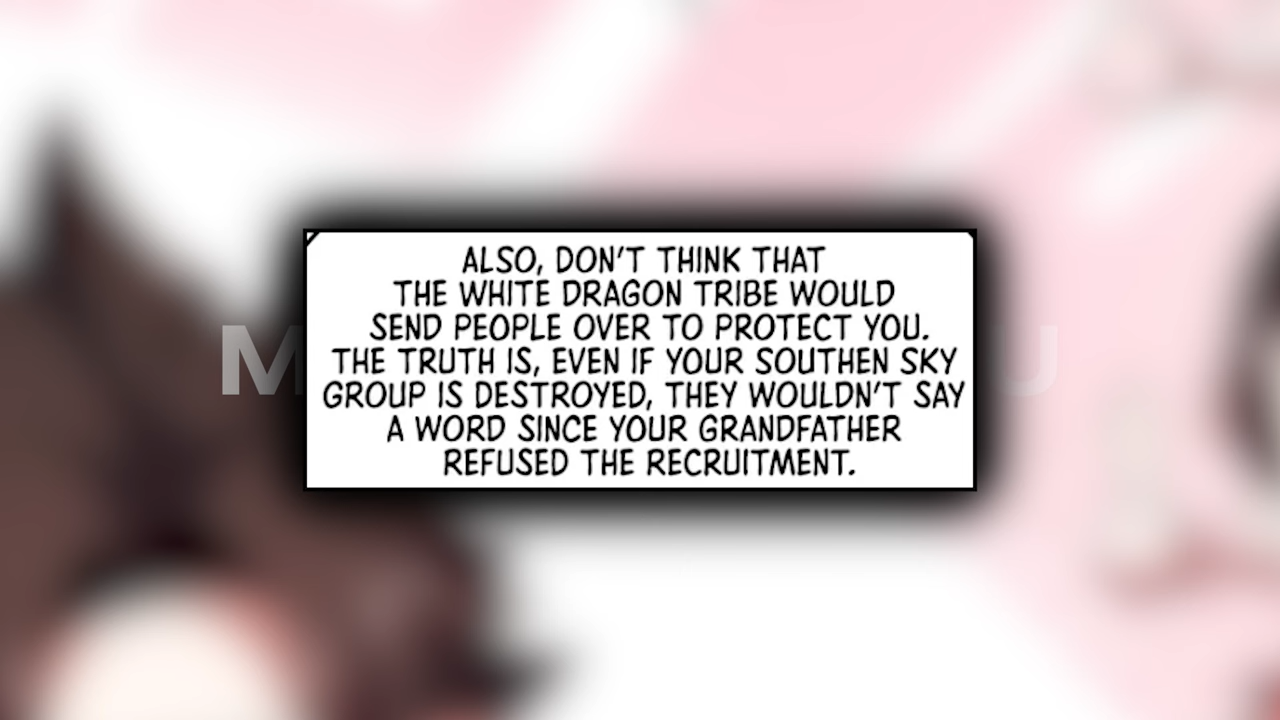 ALSO, DON'T THINK THAT
THE WHITE DRAGON TRIBE WOULD
SEND PEOPLE OVER TO PROTECT YOU.
THE TRUTH IS, EVEN IF YOUR SOUTHEN SKY
GROUP IS DESTROYED, THEY WOULDN'T SAY
A WORD SINCE YOUR GRANDFATHER
REFUSED THE RECRUITMENT.